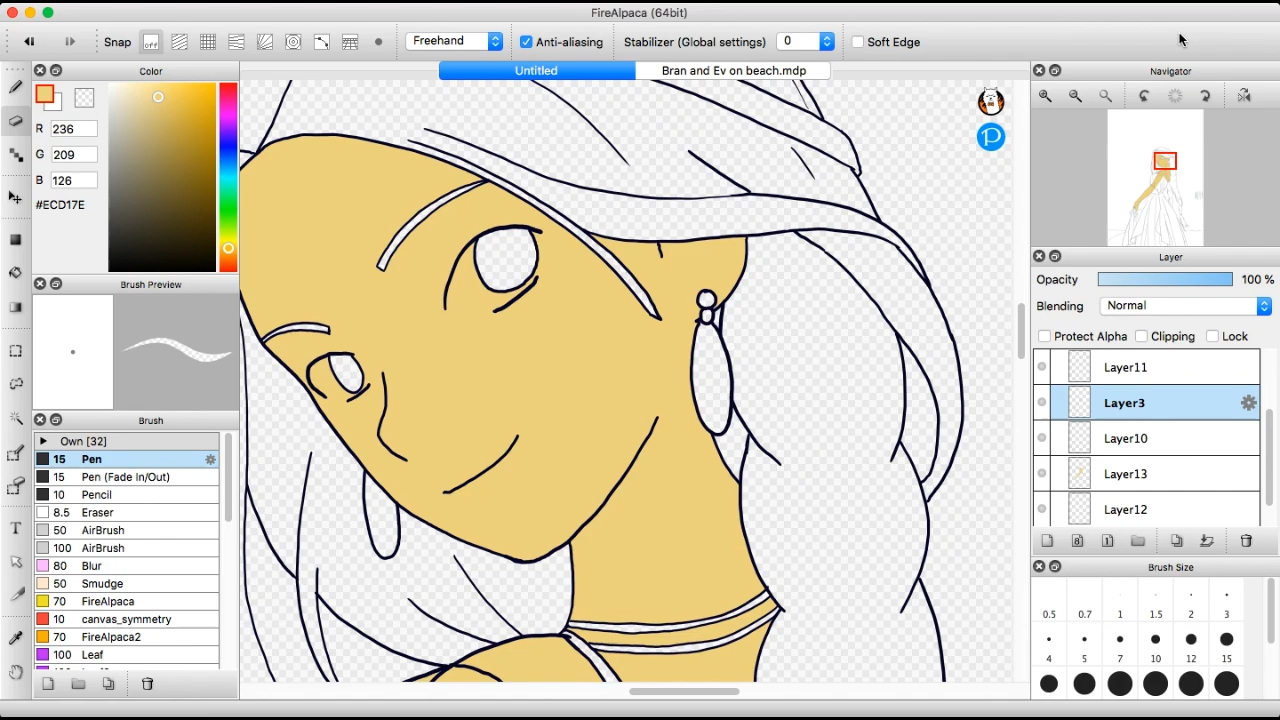 FireAlpaca (64bit)
Snap
off
Freehand
Anti-aliasing
Stabilizer (Global settings)
0
Soft Edge
Color
Untitled
Bran and Ev on beach.mdp
Navigator
R 236
G 209
B 126
#ECD17E
Layer
Opacity
100 %
Blending
Normal
Protect Alpha
Clipping
Lock
Layer11
Layer3
Layer10
Layer13
Layer12
Brush Preview
Brush
Own [32]
15 Pen
15 Pen (Fade In/Out)
10 Pencil
8.5 Eraser
50 AirBrush
100 AirBrush
80 Blur
50 Smudge
70 FireAlpaca
10 canvas_symmetry
70 FireAlpaca2
100 Leaf
Brush Size
0.5 0.7 1 1.5 2 3
4 5 7 10 12 15